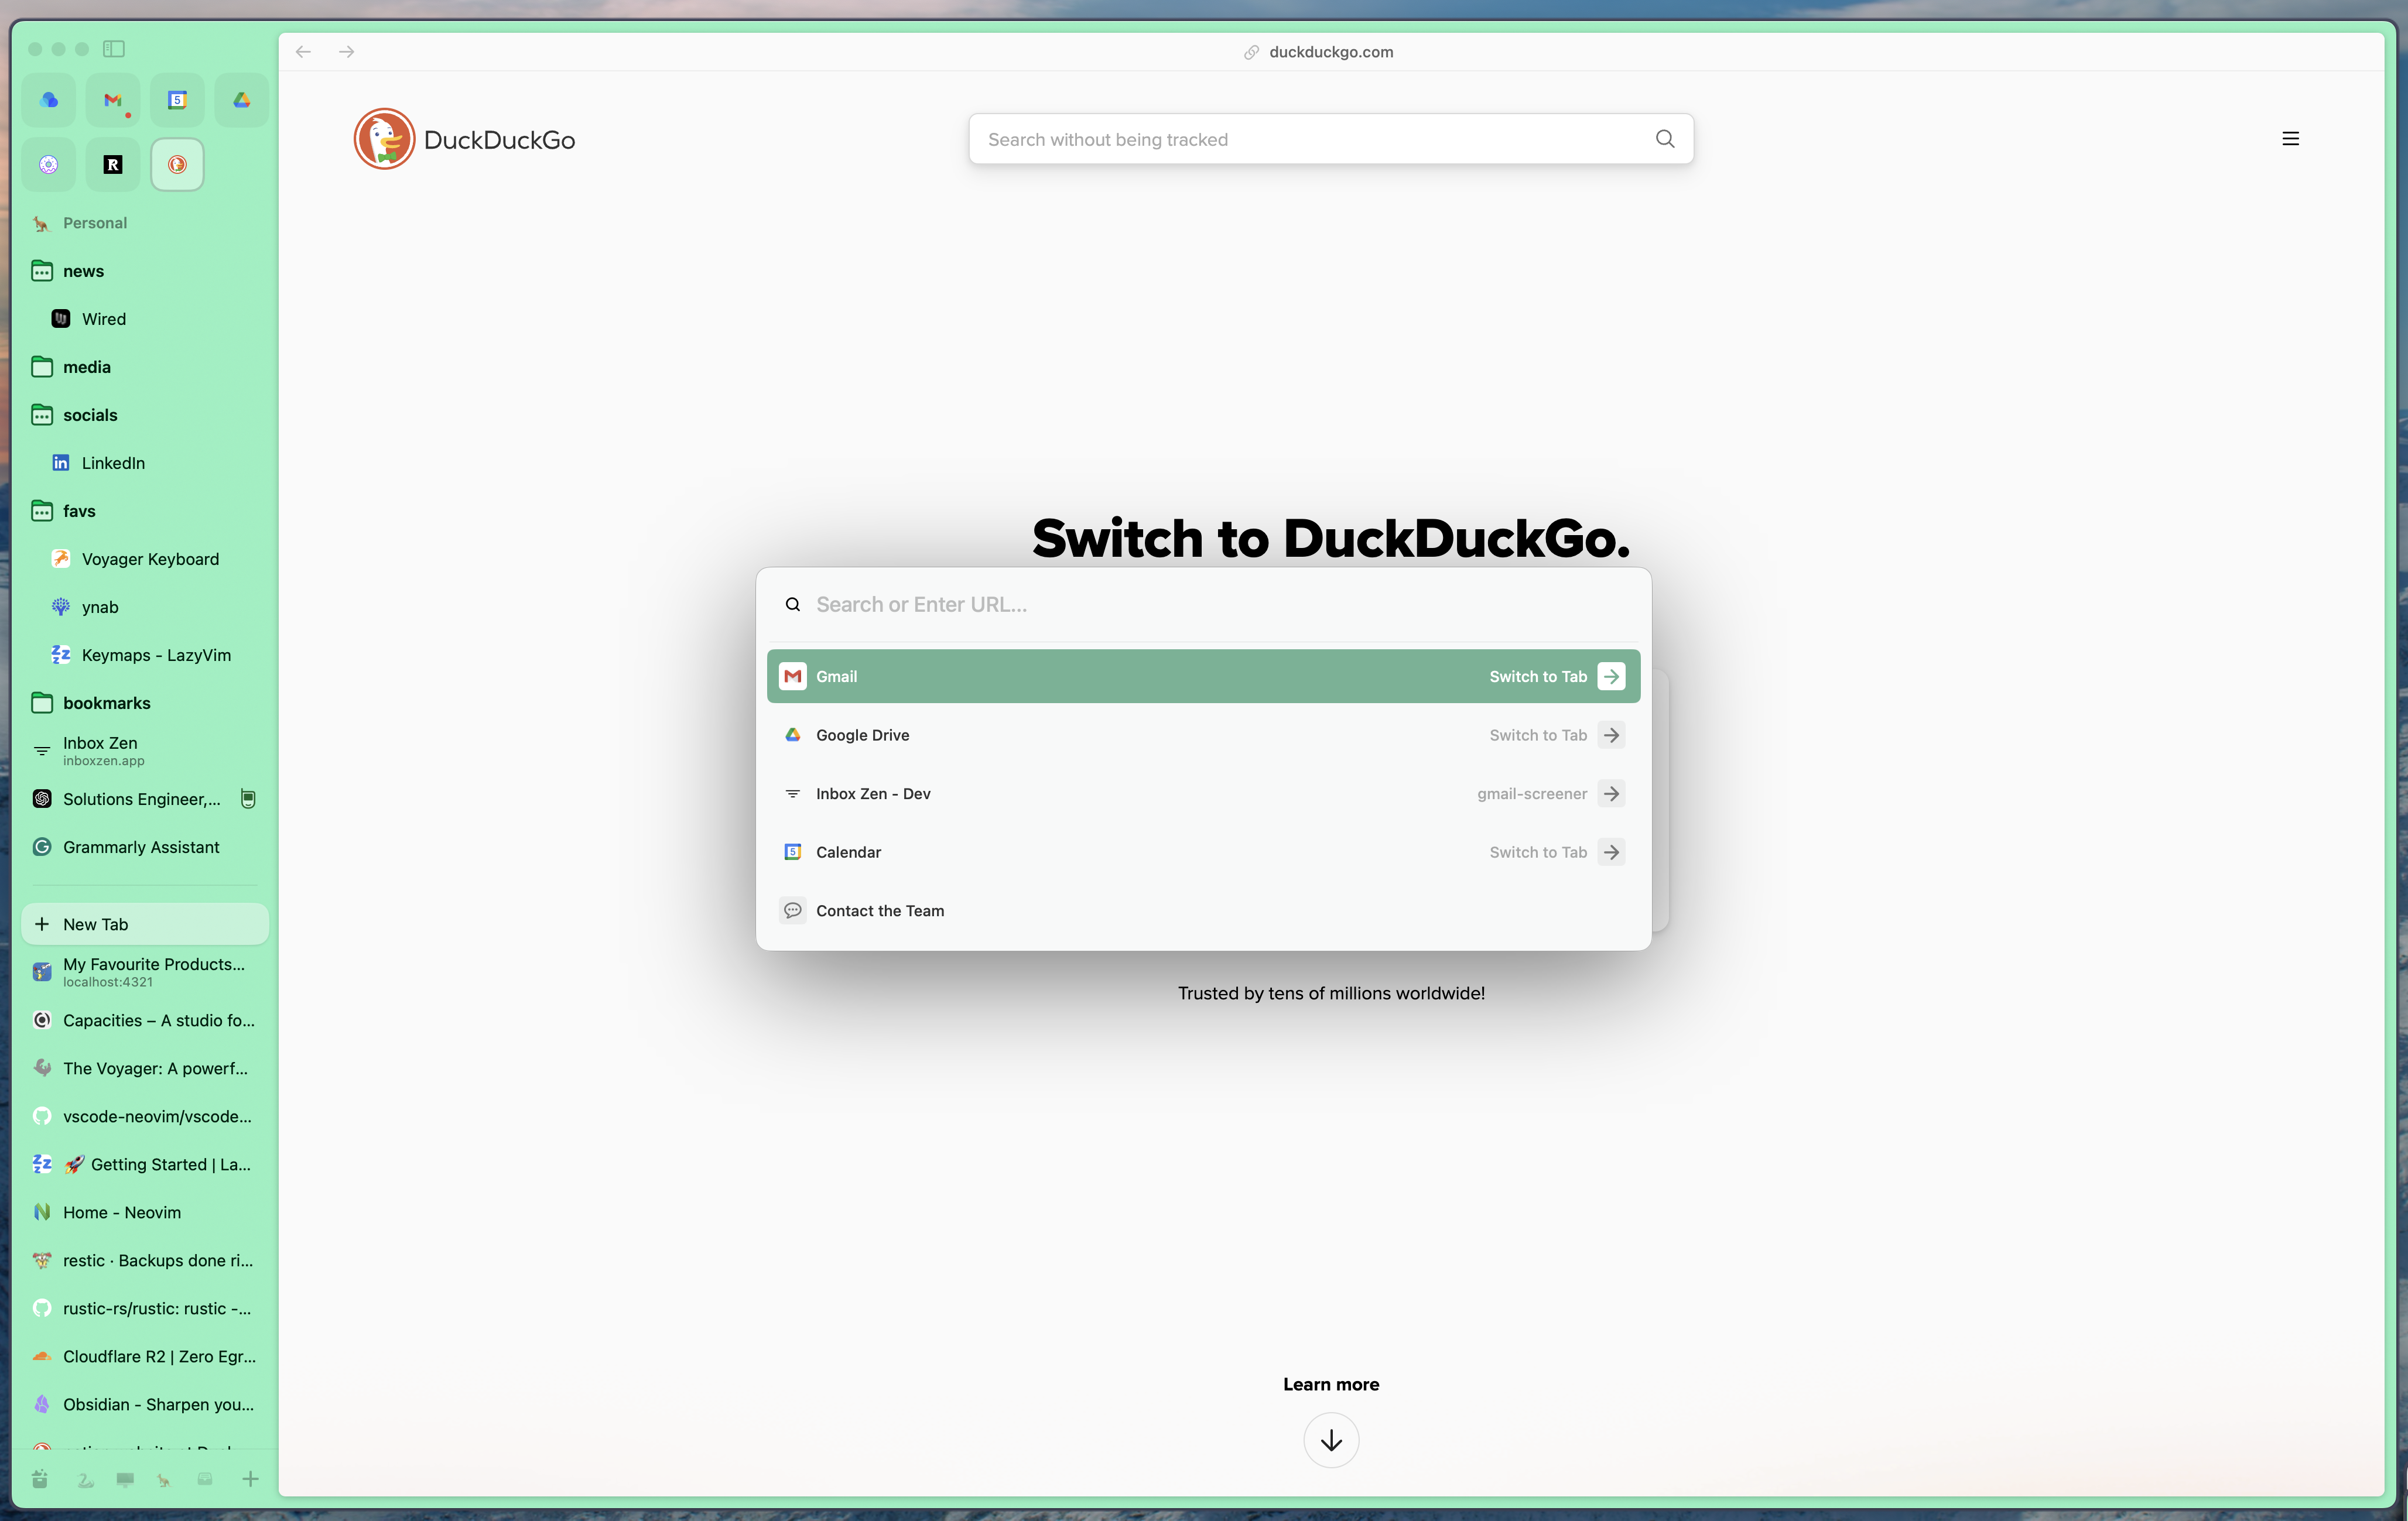 Personal
news
Wired
media
socials
LinkedIn
favs
Voyager Keyboard
ynab
Keymaps - LazyVim
bookmarks
Inbox Zen
inboxzen.app
Solutions Engineer,...
Grammarly Assistant
New Tab
My Favourite Products...
localhost:4321
Capacities – A studio fo...
The Voyager: A powerf...
vscode-neovim/vscode...
🚀 Getting Started | La...
Home - Neovim
restic · Backups done ri...
rustic-rs/rustic: rustic -...
Cloudflare R2 | Zero Egr...
Obsidian - Sharpen you...
duckduckgo.com
DuckDuckGo
Search without being tracked
Switch to DuckDuckGo.
Search or Enter URL...
Gmail Switch to Tab
Google Drive Switch to Tab
Inbox Zen - Dev gmail-screener
Calendar Switch to Tab
Contact the Team
Trusted by tens of millions worldwide!
Learn more